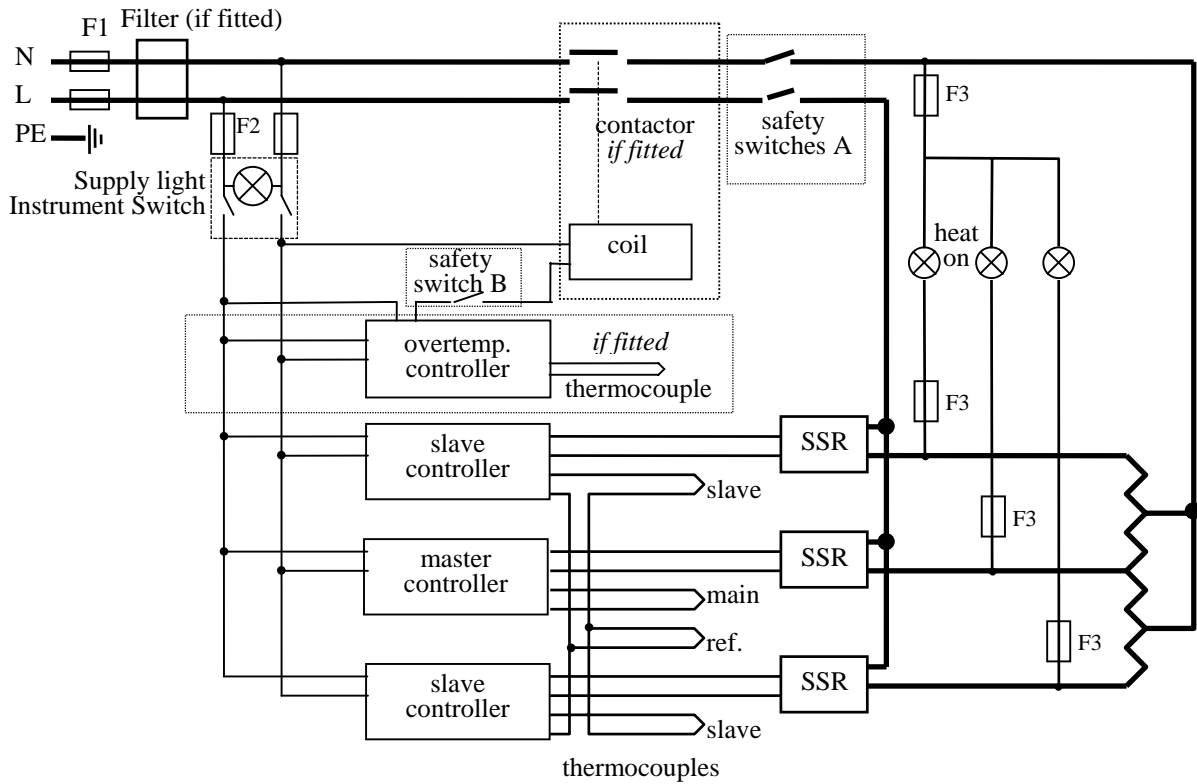 F1
Filter (if fitted)
N
L
PE
F2
contactor
if fitted
safety
switches A
F3
Supply light
Instrument Switch
coil
heat
on
safety
switch B
overtemp.
controller
if fitted
thermocouple
F3
slave
controller
SSR
slave
F3
master
controller
SSR
main
ref.
F3
slave
controller
SSR
slave
thermocouples